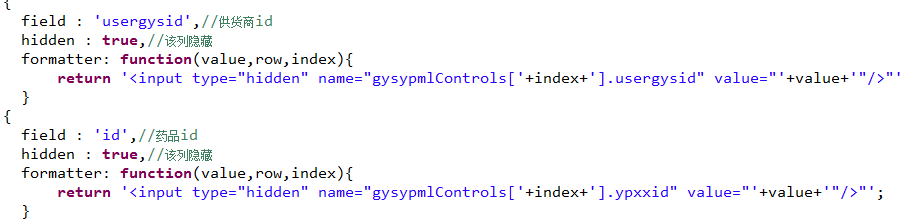 {
field : 'usergysid',//供货商id
hidden : true,//该列隐藏
formatter: function(value,row,index){
return '<input type="hidden" name="gysypmlControls['+index+'].usergysid" value="'+value+'"/>"'
}
{
field : 'id',//药品id
hidden : true,//该列隐藏
formatter: function(value,row,index){
return '<input type="hidden" name="gysypmlControls['+index+'].ypxxid" value="'+value+'"/>"';
}